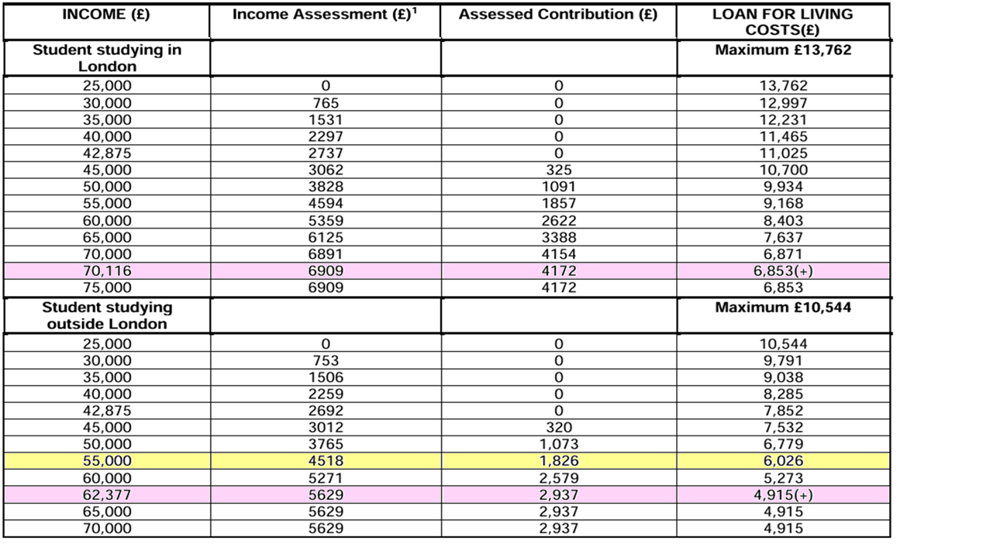 INCOME (£) Income Assessment (£)¹ Assessed Contribution (£) LOAN FOR LIVING
COSTS(£)
Student studying in Maximum £13,762
London
25,000 0 0 13,762
30,000 765 0 12,997
35,000 1531 0 12,231
40,000 2297 0 11,465
42,875 2737 0 11,025
45,000 3062 325 10,700
50,000 3828 1091 9,934
55,000 4594 1857 9,168
60,000 5359 2622 8,403
65,000 6125 3388 7,637
70,000 6891 4154 6,871
70,116 6909 4172 6,853(+)
75,000 6909 4172 6,853
Student studying Maximum £10,544
outside London
25,000 0 0 10,544
30,000 753 0 9,791
35,000 1506 0 9,038
40,000 2259 0 8,285
42,875 2692 0 7,852
45,000 3012 320 7,532
50,000 3765 1,073 6,779
55,000 4518 1,826 6,026
60,000 5271 2,579 5,273
62,377 5629 2,937 4,915(+)
65,000 5629 2,937 4,915
70,000 5629 2,937 4,915